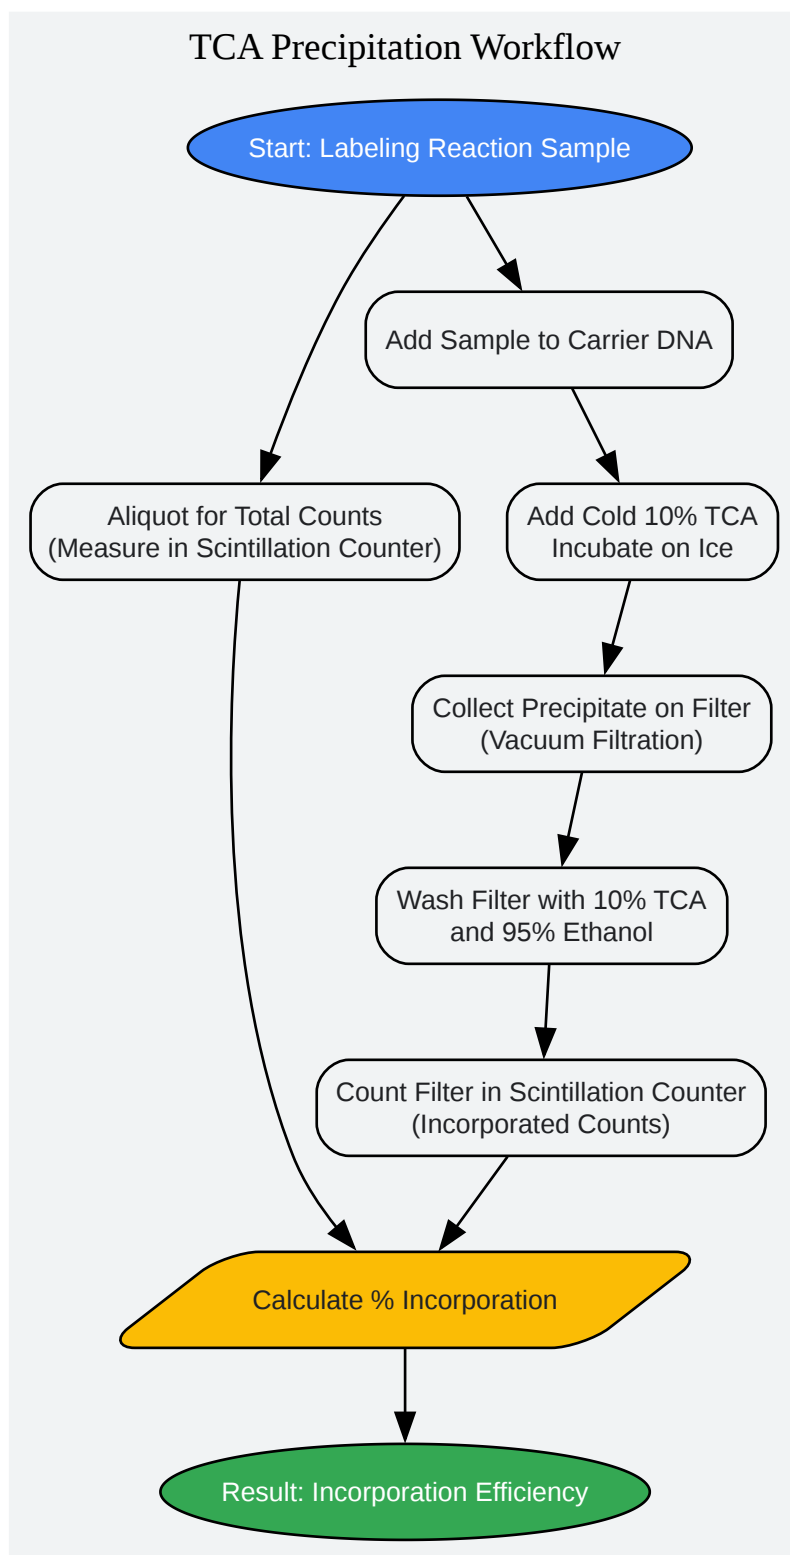 TCA Precipitation Workflow
Start: Labeling Reaction Sample
Add Sample to Carrier DNA
Aliquot for Total Counts
(Measure in Scintillation Counter)
Add Cold 10% TCA
Incubate on Ice
Collect Precipitate on Filter
(Vacuum Filtration)
Wash Filter with 10% TCA
and 95% Ethanol
Count Filter in Scintillation Counter
(Incorporated Counts)
Calculate % Incorporation
Result: Incorporation Efficiency